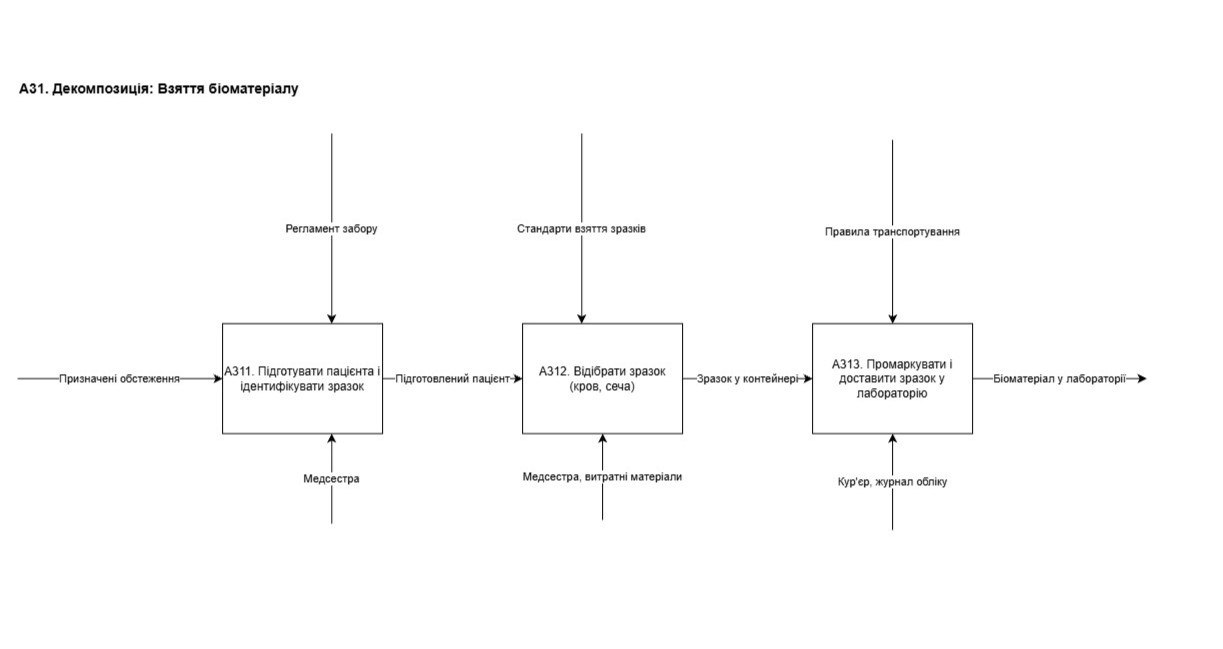 А31. Декомпозиція: Взяття біоматеріалу
Регламент забору
Стандарти взяття зразків
Правила транспортування
Призначені обстеження
А311. Підготувати пацієнта і
ідентифікувати зразок
Підготовлений пацієнт
А312. Відібрати зразок
(кров, сеча)
Зразок у контейнері
А313. Промаркувати і
доставити зразок у
лабораторію
Біоматеріал у лабораторії
Медсестра
Медсестра, витратні матеріали
Кур'єр, журнал обліку